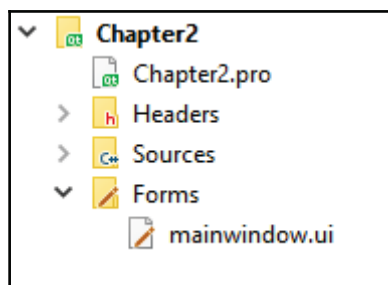 Chapter2
Chapter2.pro
Headers
Sources
Forms
mainwindow.ui